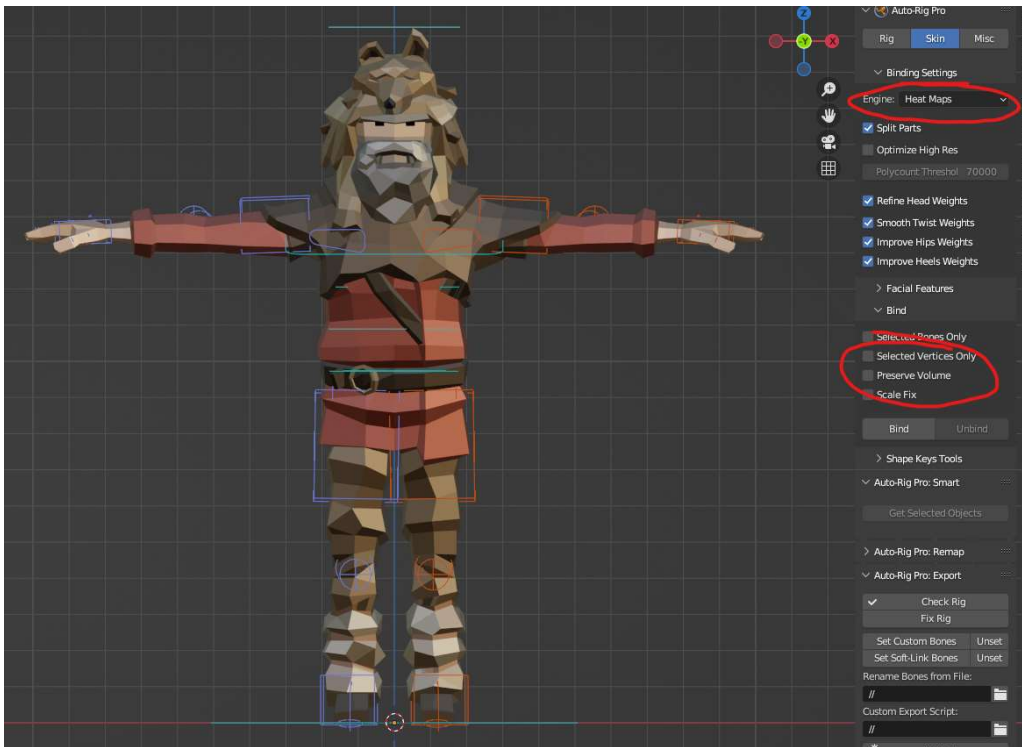 Auto-Rig Pro
Rig Skin Misc
Binding Settings
Engine: Heat Maps
Split Parts
Optimize High Res
Polycount Threshol 70000
Refine Head Weights
Smooth Twist Weights
Improve Hips Weights
Improve Heels Weights
Facial Features
Bind
Selected Bones Only
Selected Vertices Only
Preserve Volume
Scale Fix
Bind Unbind
Shape Keys Tools
Auto-Rig Pro: Smart
Get Selected Objects
Auto-Rig Pro: Remap
Auto-Rig Pro: Export
Check Rig
Fix Rig
Set Custom Bones Unset
Set Soft-Link Bones Unset
Rename Bones from File:
//
Custom Export Script:
//
Z
-Y X